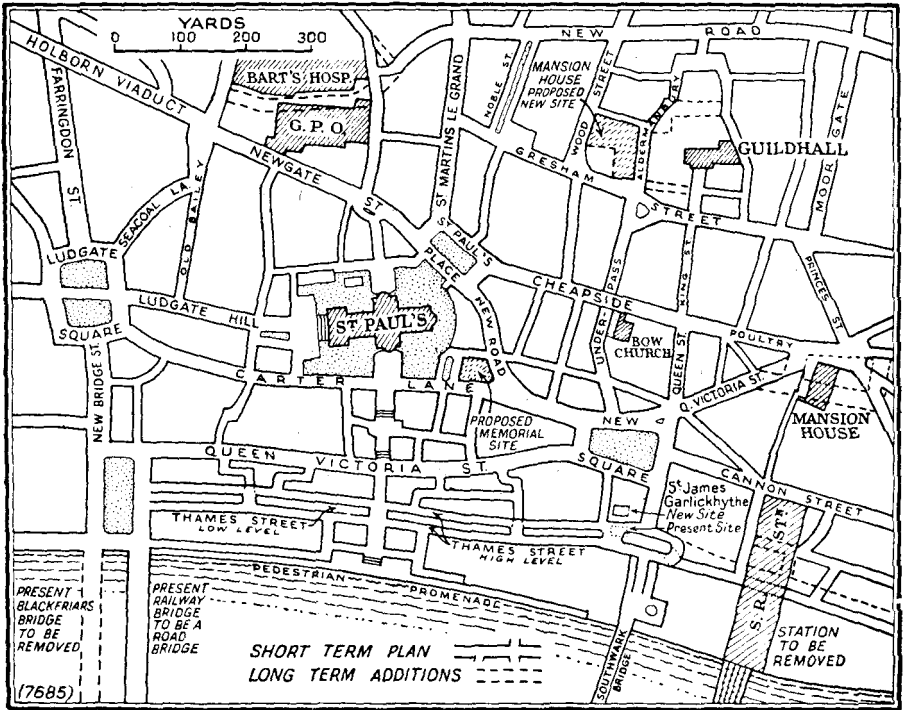 YARDS
0 100 200 300
NEW ROAD
HOLBORN VIADUCT
FARRINGDON ST.
BART'S HOSP.
G.P.O.
NEWGATE ST
ST MARTINS LE GRAND
NOBLE ST.
MANSION
HOUSE
PROPOSED
NEW SITE
WOOD STREET
ALDERMANBURY
GUILDHALL
MOORGATE
GRESHAM STREET
SEACOAL LA.
OLD BAILEY
LUDGATE
SQUARE
LUDGATE HILL
ST PAUL'S
ST PAUL'S
PLACE
NEW ROAD
CHEAPSIDE
UNDER-PASS
KING ST
PRINCES ST
BOW
CHURCH
QUEEN ST
POULTRY
Q. VICTORIA ST.
MANSION
HOUSE
CARTER LANE
NEW BRIDGE ST
PROPOSED
MEMORIAL
SITE
NEW
SQUARE
CANNON STREET
QUEEN VICTORIA ST.
St James
Garlickhythe
New Site
Present Site
THAMES STREET
LOW LEVEL
THAMES STREET
HIGH LEVEL
PEDESTRIAN PROMENADE
S.R. STN
PRESENT
BLACKFRIARS
BRIDGE
TO BE
REMOVED
PRESENT
RAILWAY
BRIDGE
TO BE A
ROAD
BRIDGE
SOUTHWARK
BRIDGE
STATION
TO BE
REMOVED
SHORT TERM PLAN
LONG TERM ADDITIONS
(7685)